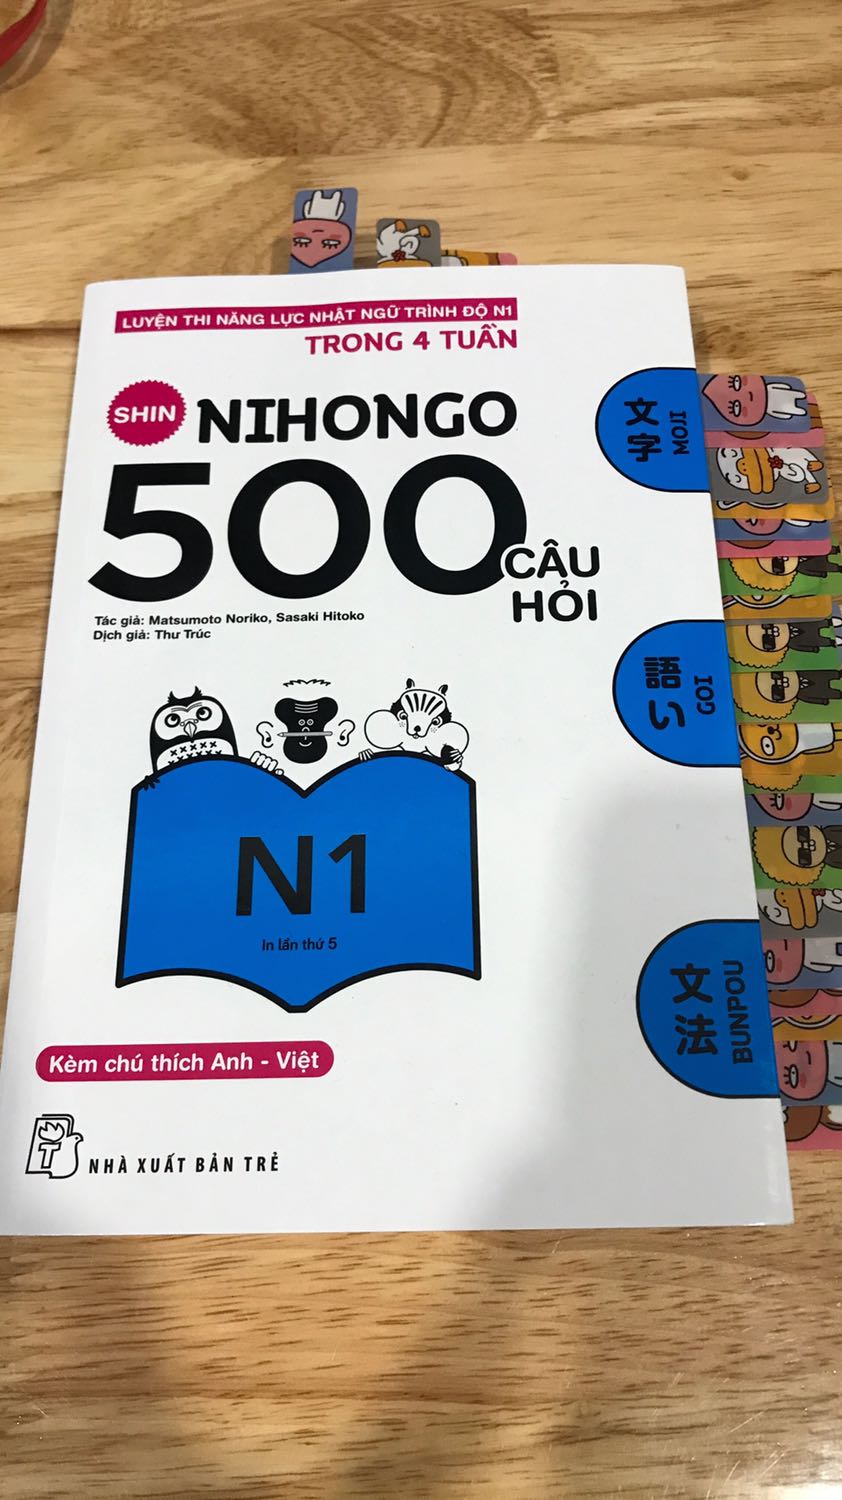 LUYỆN THI NĂNG LỰC NHẬT NGỮ TRÌNH ĐỘ N1
TRONG 4 TUẦN
SHIN
NIHONGO
500
CÂU
HỎI
Tác giả: Matsumoto Noriko, Sasaki Hitoko
Dịch giả: Thư Trúc
文字
MOJI
語い
GOI
文法
BUNPOU
N1
In lần thứ 5
Kèm chú thích Anh - Việt
T
NHÀ XUẤT BẢN TRẺ